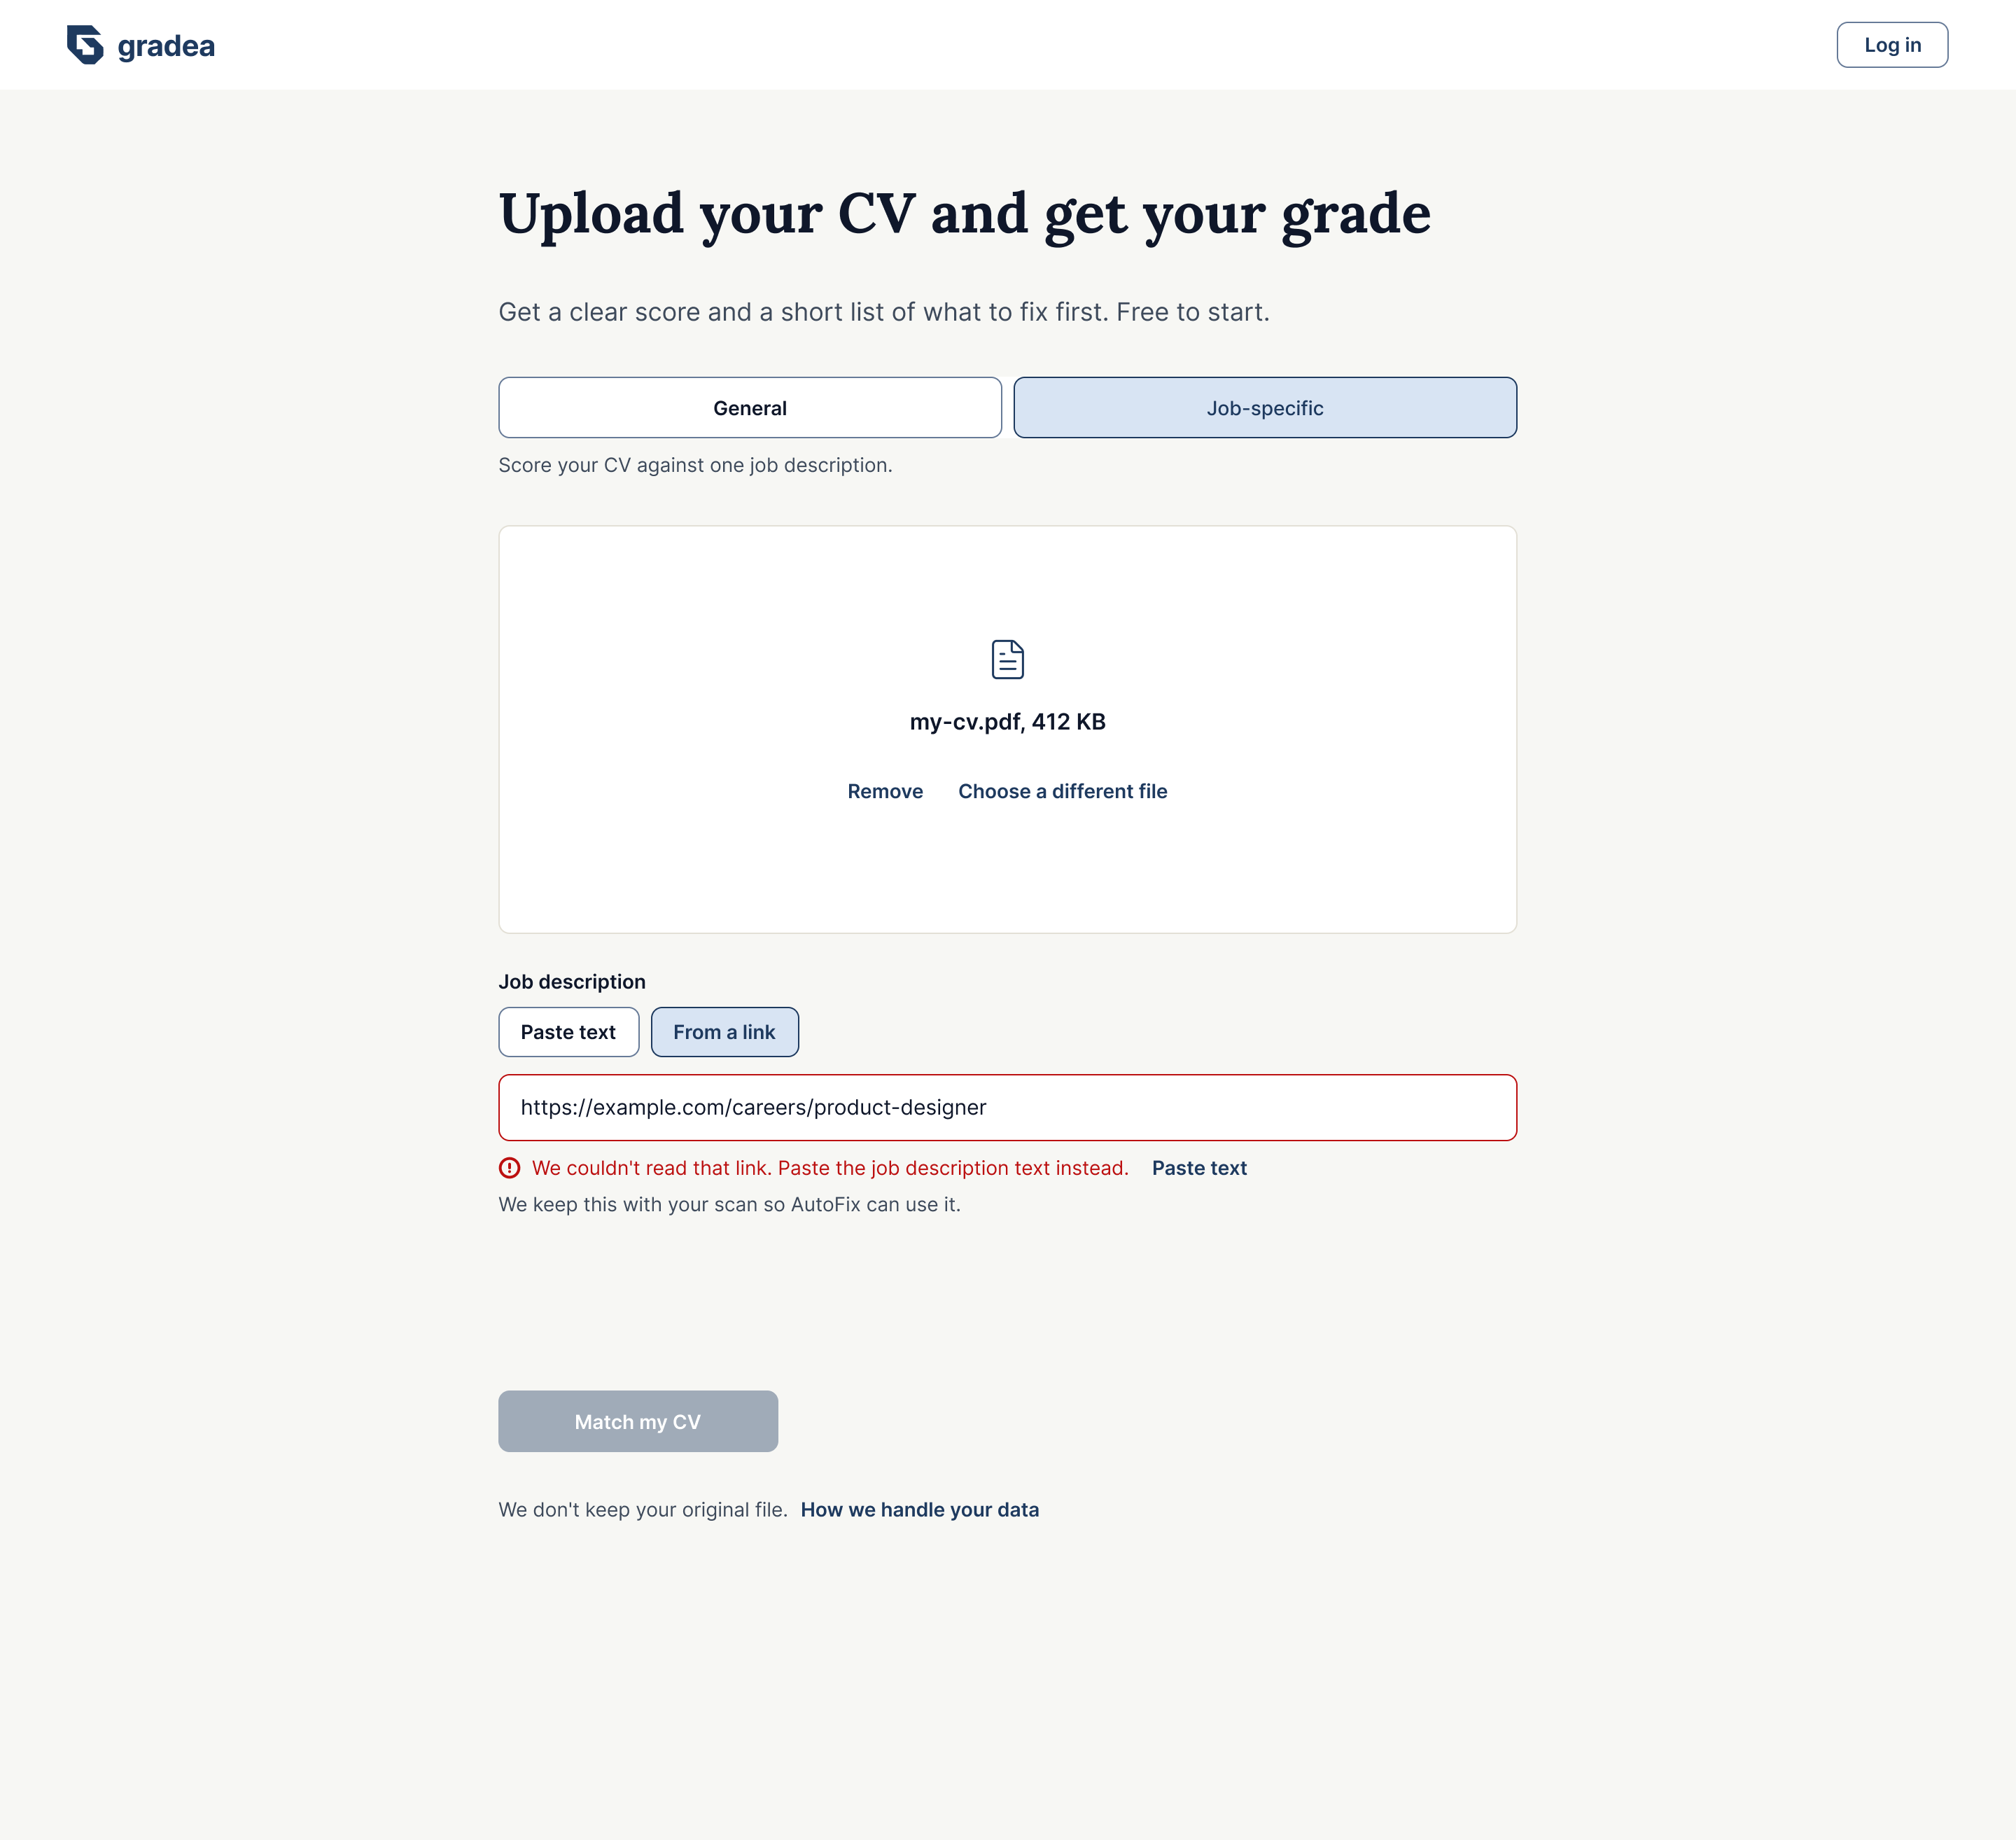 gradea
Log in
Upload your CV and get your grade
Get a clear score and a short list of what to fix first. Free to start.
General
Job-specific
Score your CV against one job description.
my-cv.pdf, 412 KB
Remove
Choose a different file
Job description
Paste text
From a link
https://example.com/careers/product-designer
We couldn't read that link. Paste the job description text instead. Paste text
We keep this with your scan so AutoFix can use it.
Match my CV
We don't keep your original file. How we handle your data